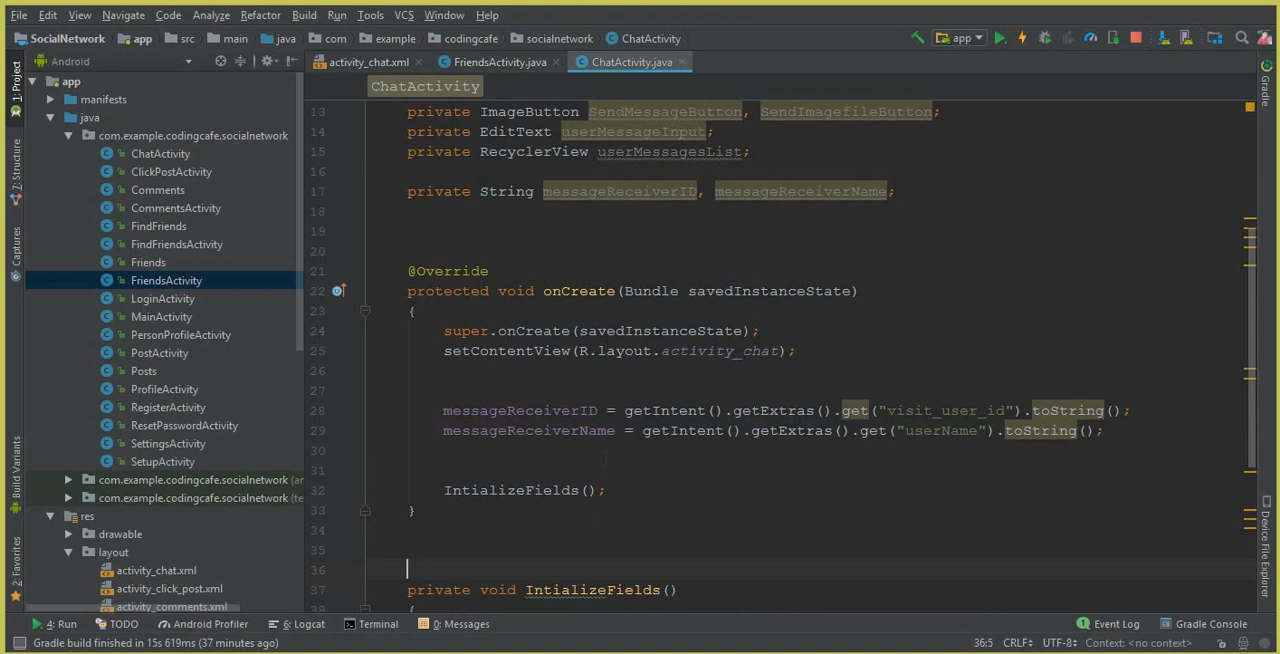 File Edit View Navigate Code Analyze Refactor Build Run Tools VCS Window Help
SocialNetwork app src main java com example codingcafe socialnetwork ChatActivity app
Android activity_chat.xml FriendsActivity.java ChatActivity.java
ChatActivity
1: Project
7: Structure
Captures
Build Variants
2: Favorites
app
manifests
java
com.example.codingcafe.socialnetwork
ChatActivity
ClickPostActivity
Comments
CommentsActivity
FindFriends
FindFriendsActivity
Friends
FriendsActivity
LoginActivity
MainActivity
PersonProfileActivity
PostActivity
Posts
ProfileActivity
RegisterActivity
ResetPasswordActivity
SettingsActivity
SetupActivity
com.example.codingcafe.socialnetwork (ar
com.example.codingcafe.socialnetwork (te
res
drawable
layout
activity_chat.xml
activity_click_post.xml
activity_comments.xml
13 private ImageButton SendMessageButton, SendImagefileButton;
14 private EditText userMessageInput;
15 private RecyclerView userMessagesList;
16
17 private String messageReceiverID, messageReceiverName;
18
19
20
21 @Override
22 protected void onCreate(Bundle savedInstanceState)
23 {
24 super.onCreate(savedInstanceState);
25 setContentView(R.layout.activity_chat);
26
27
28 messageReceiverID = getIntent().getExtras().get("visit_user_id").toString();
29 messageReceiverName = getIntent().getExtras().get("userName").toString();
30
31
32 IntializeFields();
33 }
34
35
36
37 private void IntializeFields()
38 {
Gradle
Device File Explorer
4: Run TODO Android Profiler 6: Logcat Terminal 0: Messages Event Log Gradle Console
Gradle build finished in 15s 619ms (37 minutes ago) 36:5 CRLF UTF-8 Context: <no context>